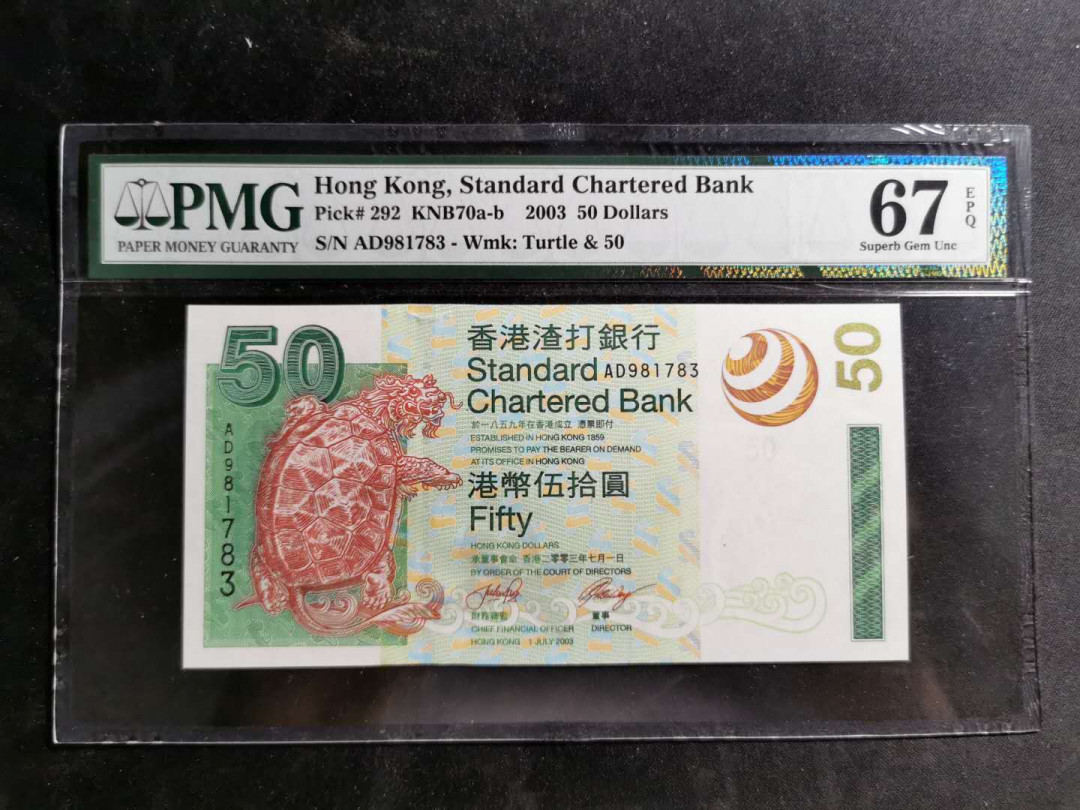 PMG
PAPER MONEY GUARANTY
Hong Kong, Standard Chartered Bank
Pick# 292 KNB70a-b 2003 50 Dollars
S/N AD981783 - Wmk: Turtle & 50
67
EPQ
Superb Gem Unc
50
AD981783
香港渣打銀行
Standard AD981783
Chartered Bank
於一八五九年在香港成立 憑票即付
ESTABLISHED IN HONG KONG 1859
PROMISES TO PAY THE BEARER ON DEMAND
AT ITS OFFICE IN HONG KONG
港幣伍拾圓
Fifty
HONG KONG DOLLARS
承董事會命 香港二零零三年七月一日
BY ORDER OF THE COURT OF DIRECTORS
財務總監 董事
CHIEF FINANCIAL OFFICER DIRECTOR
HONG KONG 1 JULY 2003
50
50